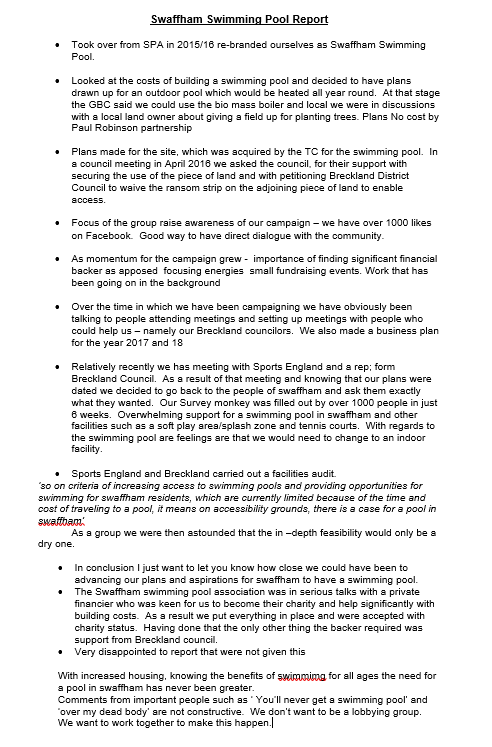 Swaffham Swimming Pool Report
• Took over from SPA in 2015/16 re-branded ourselves as Swaffham Swimming
Pool.
• Looked at the costs of building a swimming pool and decided to have plans
drawn up for an outdoor pool which would be heated all year round.  At that stage
the GBC said we could use the bio mass boiler and local we were in discussions
with a local land owner about giving a field up for planting trees. Plans No cost by
Paul Robinson partnership
• Plans made for the site, which was acquired by the TC for the swimming pool.  In
a council meeting in April 2016 we asked the council, for their support with
securing the use of the piece of land and with petitioning Breckland District
Council to waive the ransom strip on the adjoining piece of land to enable
access.
• Focus of the group raise awareness of our campaign – we have over 1000 likes
on Facebook.  Good way to have direct dialogue with the community.
• As momentum for the campaign grew -  importance of finding significant financial
backer as apposed  focusing energies  small fundraising events. Work that has
been going on in the background
• Over the time in which we have been campaigning we have obviously been
talking to people attending meetings and setting up meetings with people who
could help us – namely our Breckland councilors.  We also made a business plan
for the year 2017 and 18
• Relatively recently we has meeting with Sports England and a rep; form
Breckland Council.  As a result of that meeting and knowing that our plans were
dated we decided to go back to the people of swaffham and ask them exactly
what they wanted.  Our Survey monkey was filled out by over 1000 people in just
6 weeks.  Overwhelming support for a swimming pool in swaffham and other
facilities such as a soft play area/splash zone and tennis courts.  With regards to
the swimming pool are feelings are that we would need to change to an indoor
facility.
• Sports England and Breckland carried out a facilities audit.
'so on criteria of increasing access to swimming pools and providing opportunities for
swimming for swaffham residents, which are currently limited because of the time and
cost of traveling to a pool, it means on accessibility grounds, there is a case for a pool in
swaffham'
As a group we were then astounded that the in –depth feasibility would only be a
dry one.
• In conclusion I just want to let you know how close we could have been to
advancing our plans and aspirations for swaffham to have a swimming pool.
• The Swaffham swimming pool association was in serious talks with a private
financier who was keen for us to become their charity and help significantly with
building costs.  As a result we put everything in place and were accepted with
charity status.  Having done that the only other thing the backer required was
support from Breckland council.
• Very disappointed to report that were not given this
With increased housing, knowing the benefits of swimmimg for all ages the need for
a pool in swaffham has never been greater.
Comments from important people such as ' You'll never get a swimming pool' and
'over my dead body' are not constructive.  We don't want to be a lobbying group.
We want to work together to make this happen.